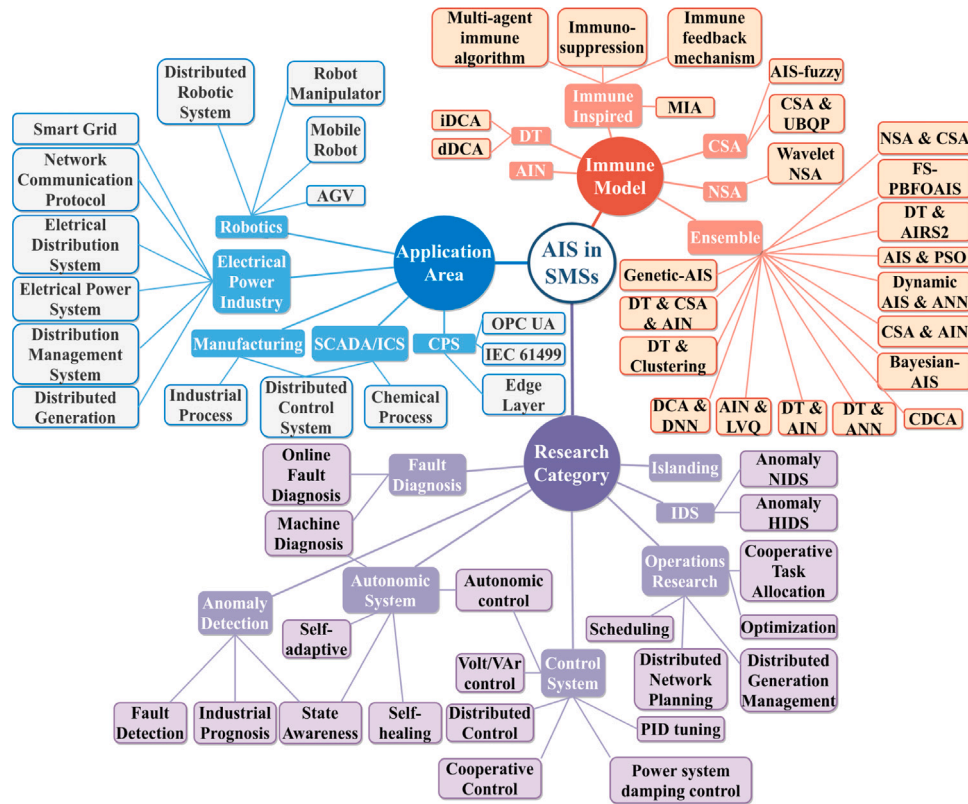 AIS in
SMSs
Application
Area
Robotics
Distributed
Robotic
System
Robot
Manipulator
Mobile
Robot
AGV
Electrical
Power
Industry
Smart Grid
Network
Communication
Protocol
Eletrical
Distribution
System
Eletrical Power
System
Distribution
Management
System
Distributed
Generation
Manufacturing
Industrial
Process
Distributed
Control
System
SCADA/ICS
Chemical
Process
CPS
OPC UA
IEC 61499
Edge
Layer
Immune
Model
Immune
Inspired
Multi-agent
immune
algorithm
Immuno-
suppression
Immune
feedback
mechanism
MIA
DT
iDCA
dDCA
AIN
CSA
AIS-fuzzy
CSA &
UBQP
NSA
Wavelet
NSA
Ensemble
NSA & CSA
FS-
PBFOAIS
DT &
AIRS2
AIS & PSO
Dynamic
AIS & ANN
CSA & AIN
Bayesian-
AIS
CDCA
DT &
ANN
DT &
AIN
AIN &
LVQ
DCA &
DNN
DT &
Clustering
DT & CSA
& AIN
Genetic-AIS
Research
Category
Fault
Diagnosis
Online
Fault
Diagnosis
Machine
Diagnosis
Anomaly
Detection
Fault
Detection
Industrial
Prognosis
State
Awareness
Autonomic
System
Self-
adaptive
Self-
healing
Autonomic
control
Control
System
Volt/VAr
control
Distributed
Control
Cooperative
Control
Power system
damping control
PID tuning
Operations
Research
Scheduling
Distributed
Network
Planning
Distributed
Generation
Management
Optimization
Cooperative
Task
Allocation
IDS
Anomaly
NIDS
Anomaly
HIDS
Islanding